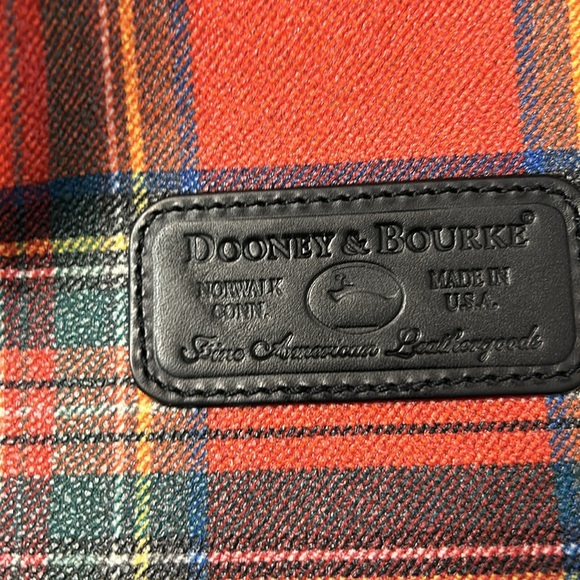 DOONEY & BOURKE®
NORWALK CONN. MADE IN U.S.A.
Fine American Leathergoods